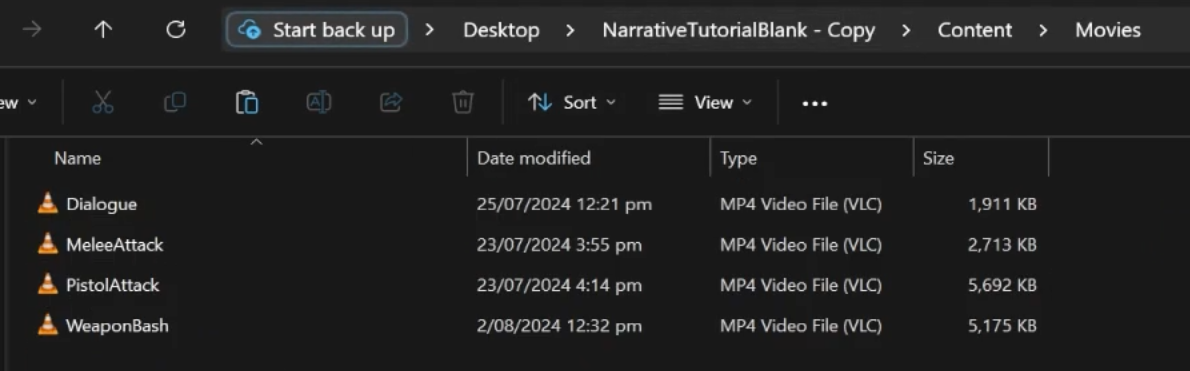 Start back up > Desktop > NarrativeTutorialBlank - Copy > Content > Movies
ew Sort View ...
Name Date modified Type Size
Dialogue 25/07/2024 12:21 pm MP4 Video File (VLC) 1,911 KB
MeleeAttack 23/07/2024 3:55 pm MP4 Video File (VLC) 2,713 KB
PistolAttack 23/07/2024 4:14 pm MP4 Video File (VLC) 5,692 KB
WeaponBash 2/08/2024 12:32 pm MP4 Video File (VLC) 5,175 KB